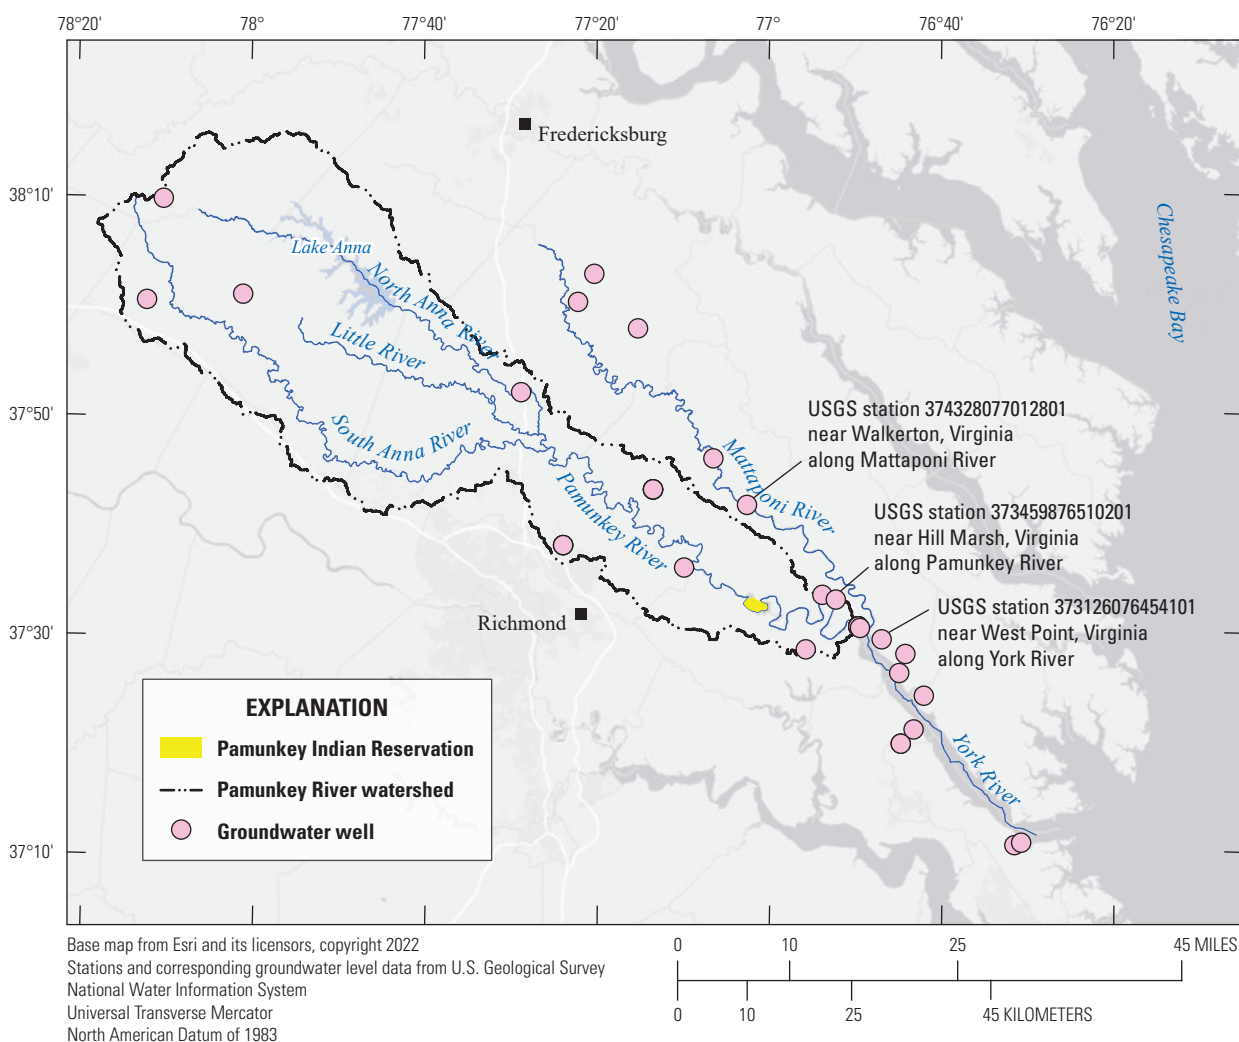 78°20' 78° 77°40' 77°20' 77° 76°40' 76°20'
Fredericksburg
38°10'
Chesapeake Bay
Lake Anna
North Anna River
Little River
37°50'
USGS station 374328077012801
near Walkerton, Virginia
along Mattaponi River
South Anna River
Mattaponi River
Pamunkey River
USGS station 373459876510201
near Hill Marsh, Virginia
along Pamunkey River
USGS station 373126076454101
near West Point, Virginia
along York River
Richmond
37°30'
EXPLANATION
Pamunkey Indian Reservation
Pamunkey River watershed
Groundwater well
York River
37°10'
Base map from Esri and its licensors, copyright 2022
Stations and corresponding groundwater level data from U.S. Geological Survey
National Water Information System
Universal Transverse Mercator
North American Datum of 1983
0 10 25 45 MILES
0 10 25 45 KILOMETERS